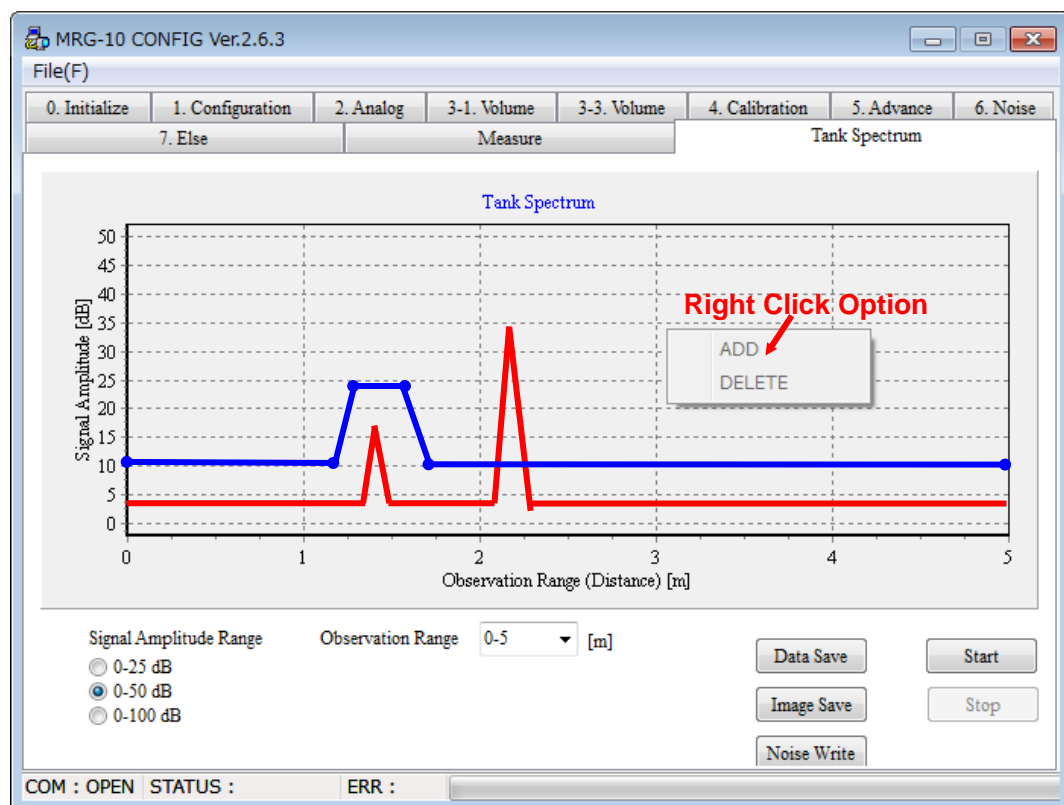 MRG-10 CONFIG Ver.2.6.3
File(F)
0. Initialize 1. Configuration 2. Analog 3-1. Volume 3-3. Volume 4. Calibration 5. Advance 6. Noise
7. Else Measure Tank Spectrum
Tank Spectrum
Signal Amplitude [dB]
50
45
40
35
30
25
20
15
10
5
0
Right Click Option
ADD
DELETE
0 1 2 3 4 5
Observation Range (Distance) [m]
Signal Amplitude Range
0-25 dB
0-50 dB
0-100 dB
Observation Range 0-5 [m]
Data Save Start
Image Save Stop
Noise Write
COM : OPEN STATUS : ERR :